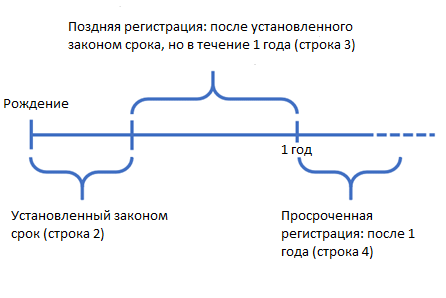 Поздняя регистрация: после установленного
законом срока, но в течение 1 года (строка 3)
Рождение
1 год
Установленный законом
срок (строка 2)
Просроченная
регистрация: после 1
года (строка 4)